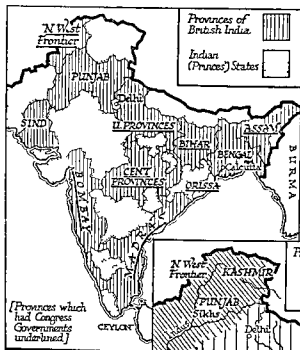 N West
Frontier
Provinces of
British India
Indian
(Princes') States
PUNJAB
Delhi
SIND
U. PROVINCES
ASSAM
BIHAR
BENGAL
Calcutta
BURMA
CENT
PROVINCES
ORISSA
BOMBAY
MADRAS
CEYLON
[Provinces which
had Congress
Governments
underlined]
N West
Frontier
KASHMIR
PUNJAB
Sikhs
Delhi